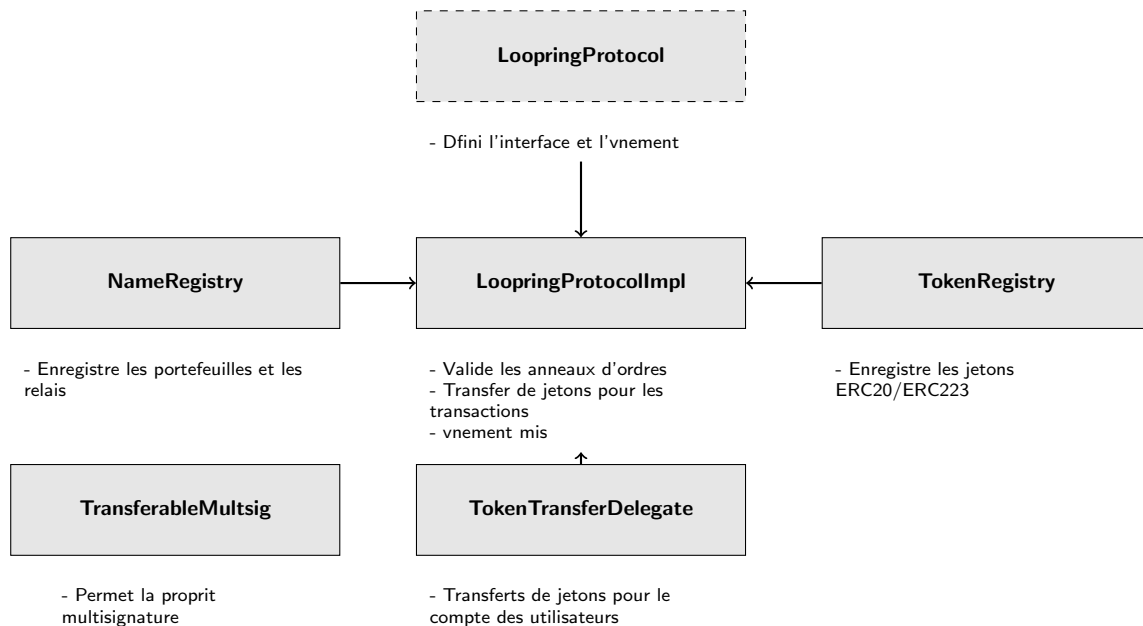 LoopringProtocol
- Dfini l'interface et l'vnement
NameRegistry
LoopringProtocolImpl
TokenRegistry
- Enregistre les portefeuilles et les
relais
- Valide les anneaux d'ordres
- Transfer de jetons pour les
transactions
- vnement mis
- Enregistre les jetons
ERC20/ERC223
TransferableMultsig
TokenTransferDelegate
- Permet la proprit
multisignature
- Transferts de jetons pour le
compte des utilisateurs